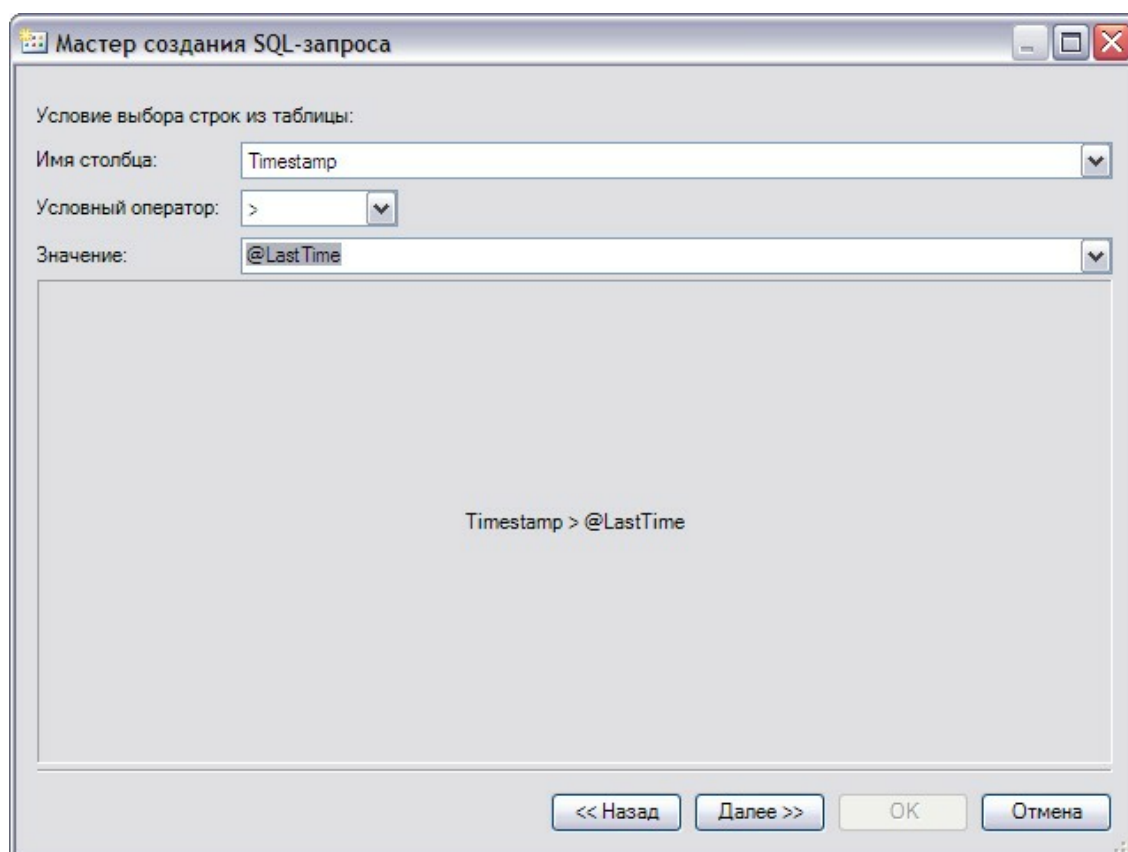 Мастер создания SQL-запроса
Условие выбора строк из таблицы:
Имя столбца: Timestamp
Условный оператор: >
Значение: @LastTime
Timestamp > @LastTime
<< Назад Далее >> OK Отмена